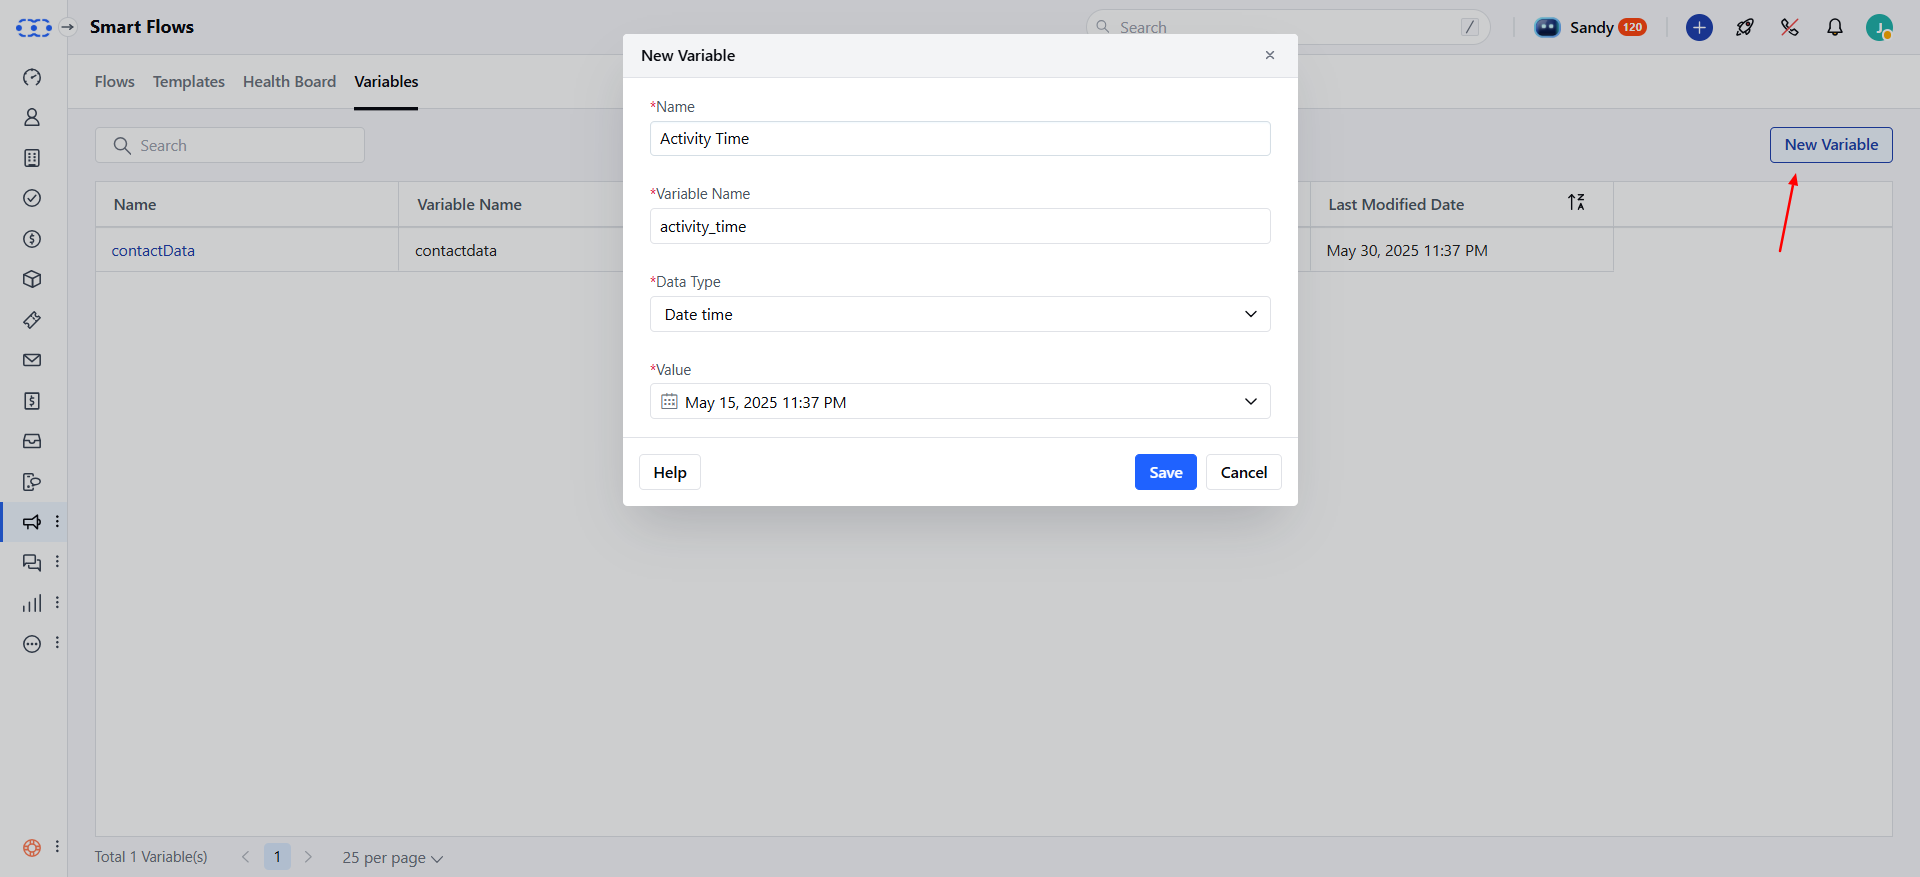 Smart Flows
Search /
Sandy 120
J
Flows Templates Health Board Variables
Search
New Variable
Name Variable Name Last Modified Date
contactData contactdata May 30, 2025 11:37 PM
New Variable
*Name
Activity Time
*Variable Name
activity_time
*Data Type
Date time
*Value
May 15, 2025 11:37 PM
Help Save Cancel
Total 1 Variable(s) 1 25 per page